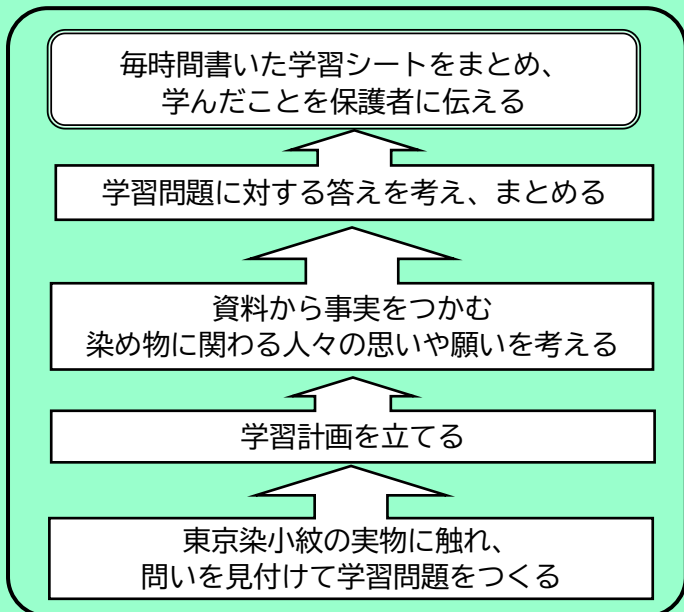 毎時間書いた学習シートをまとめ、
学んだことを保護者に伝える
学習問題に対する答えを考え、まとめる
資料から事実をつかむ
染め物に関わる人々の思いや願いを考える
学習計画を立てる
東京染小紋の実物に触れ、
問いを見付けて学習問題をつくる